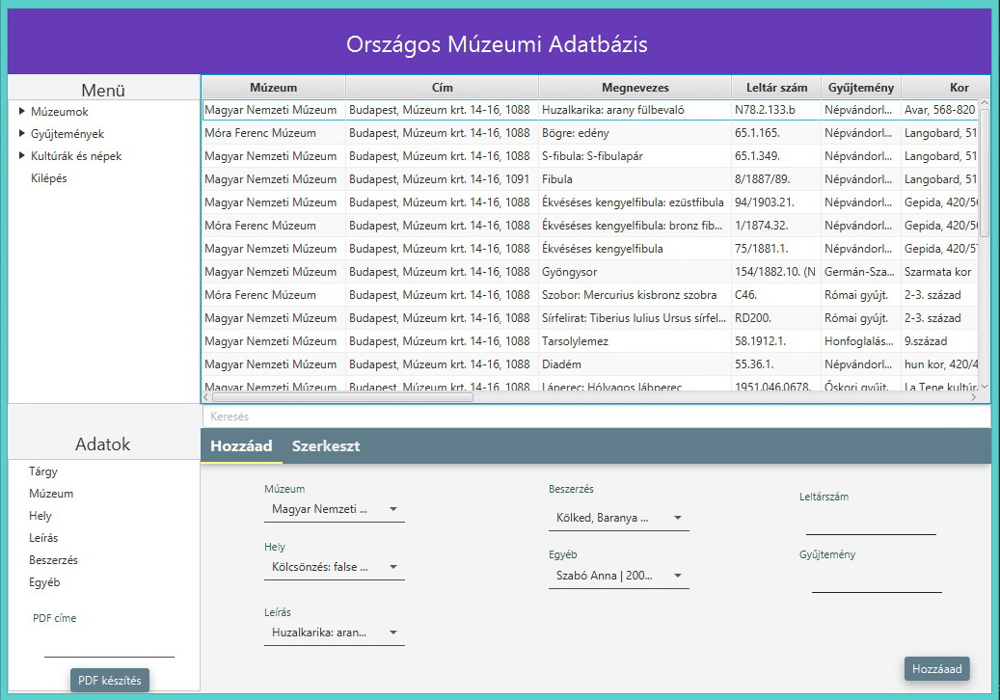 Országos Múzeumi Adatbázis
Menü
Múzeumok
Gyűjtemények
Kultúrák és népek
Kilépés
Múzeum Cím Megnevezes Leltár szám Gyűjtemény Kor
Magyar Nemzeti Múzeum Budapest, Múzeum krt. 14-16, 1088 Huzalkarika: arany fülbevaló N78.2.133.b Népvándorl... Avar, 568-820
Móra Ferenc Múzeum Budapest, Múzeum krt. 14-16, 1088 Bögre: edény 65.1.165. Népvándorl... Langobard, 51
Magyar Nemzeti Múzeum Budapest, Múzeum krt. 14-16, 1088 S-fibula: S-fibulapár 65.1.349. Népvándorl... Langobard, 51
Magyar Nemzeti Múzeum Budapest, Múzeum krt. 14-16, 1091 Fibula 8/1887/89. Népvándorl... Langobard, 51
Magyar Nemzeti Múzeum Budapest, Múzeum krt. 14-16, 1088 Ékvéséses kengyelfibula: ezüstfibula 94/1903.21. Népvándorl... Gepida, 420/56
Móra Ferenc Múzeum Budapest, Múzeum krt. 14-16, 1088 Ékvéséses kengyelfibula: bronz fib... 1/1874.32. Népvándorl... Gepida, 420/56
Magyar Nemzeti Múzeum Budapest, Múzeum krt. 14-16, 1088 Ékvéséses kengyelfibula 75/1881.1. Népvándorl... Gepida, 420/57
Magyar Nemzeti Múzeum Budapest, Múzeum krt. 14-16, 1088 Gyöngysor 154/1882.10. (N Germán-Sza... Szarmata kor
Móra Ferenc Múzeum Budapest, Múzeum krt. 14-16, 1088 Szobor: Mercurius kisbronz szobra C46. Római gyűjt. 2-3. század
Magyar Nemzeti Múzeum Budapest, Múzeum krt. 14-16, 1088 Sírfelirat: Tiberius Iulius Ursus sírfel... RD200. Római gyűjt. 2-3. század
Magyar Nemzeti Múzeum Budapest, Múzeum krt. 14-16, 1088 Tarsolylemez 58.1912.1. Honfoglalás... 9.század
Magyar Nemzeti Múzeum Budapest, Múzeum krt. 14-16, 1088 Diadém 55.36.1. Népvándorl... hun kor, 420/4
Magyar Nemzeti Múzeum Budapest, Múzeum krt. 14-16, 1088 Láperec: Hólyagos lábperec 1951.046.0678. Őskori gyűjt. La Tene kultúra
Keresés
Adatok
Tárgy
Múzeum
Hely
Leírás
Beszerzés
Egyéb
PDF címe
PDF készítés
Hozzáad Szerkeszt
Múzeum
Magyar Nemzeti ...
Hely
Kölcsönzés: false ...
Leírás
Huzalkarika: aran...
Beszerzés
Kölked, Baranya ...
Egyéb
Szabó Anna | 200...
Leltárszám
Gyűjtemény
Hozzáaad